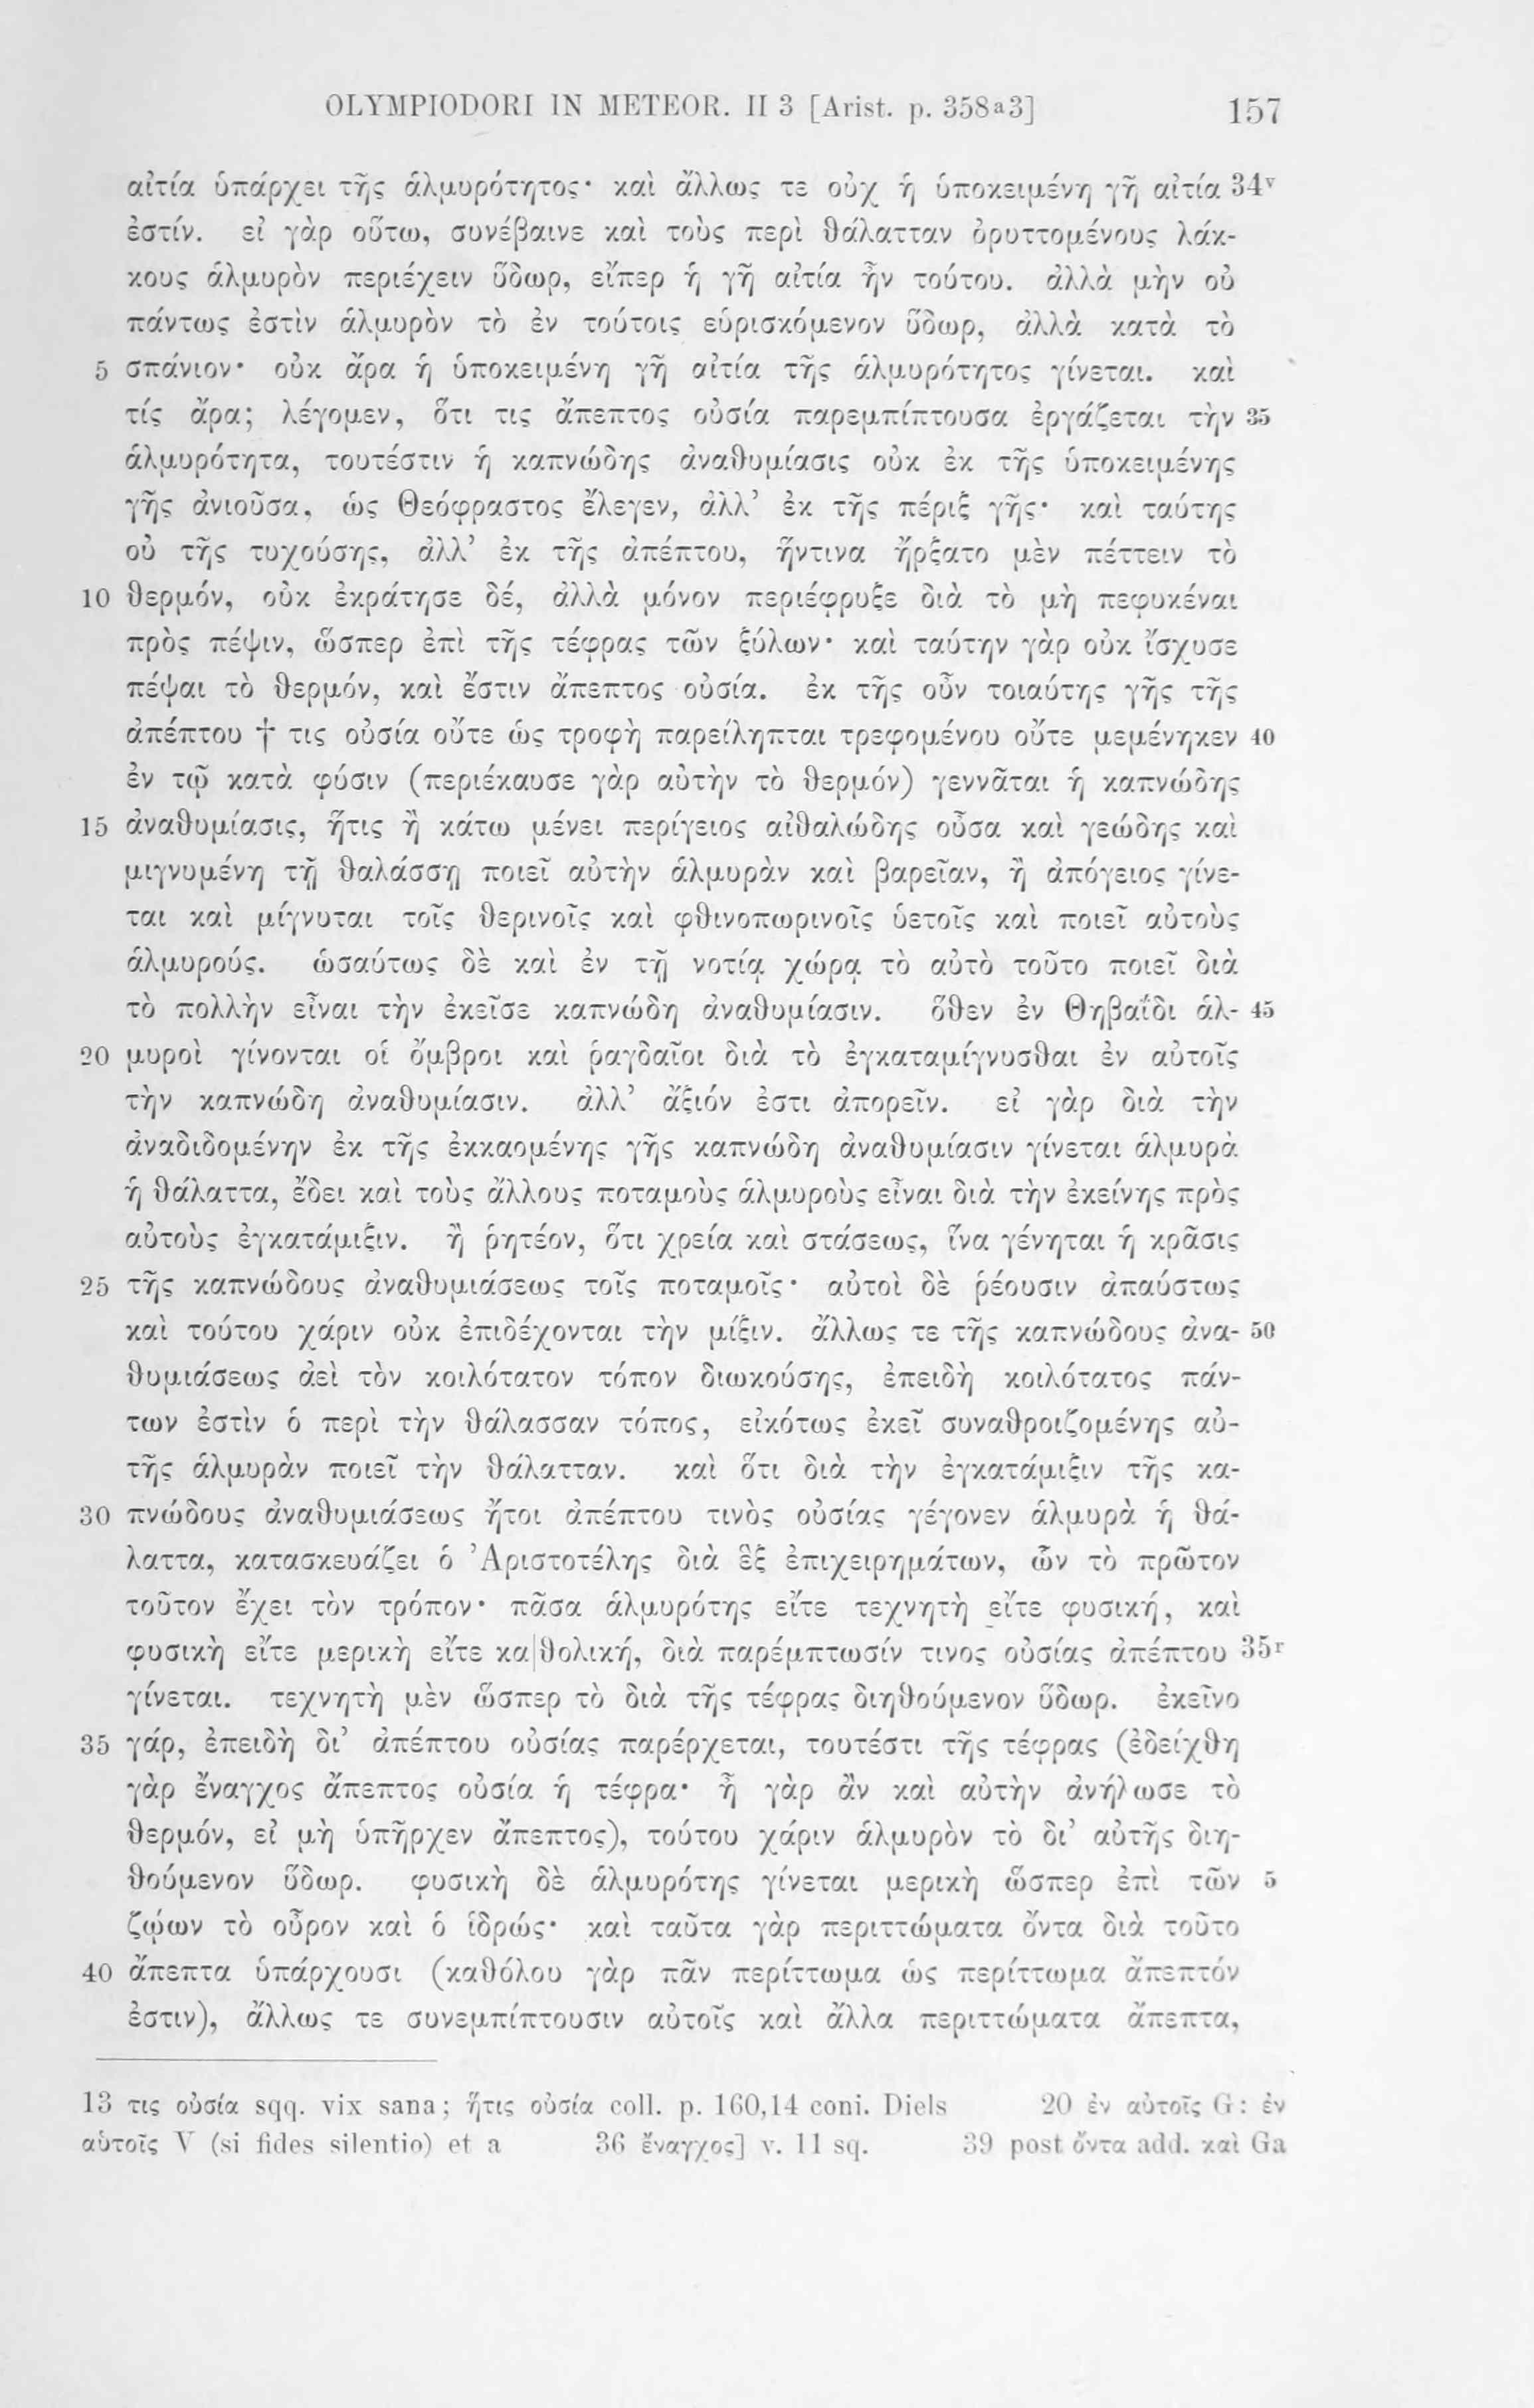 OLYMPIODORI IN METEOR. II 3 [Arist. p. 358a3] 157
αἰτία ὑπάρχει τῆς ἁλμυρότητος· καὶ ἄλλως τε οὐχ ἡ ὑποκειμένη γῆ αἰτία 34v
ἐστίν. εἰ γὰρ οὕτω, συνέβαινε καὶ τοὺς περὶ θάλατταν ὀρυττομένους λάκ-
κους ἁλμυρὸν περιέχειν ὕδωρ, εἴπερ ἡ γῆ αἰτία ἦν τούτου. ἀλλὰ μὴν οὐ
πάντως ἐστὶν ἁλμυρὸν τὸ ἐν τούτοις εὑρισκόμενον ὕδωρ, ἀλλὰ κατὰ τὸ
5 σπάνιον· οὐκ ἄρα ἡ ὑποκειμένη γῆ αἰτία τῆς ἁλμυρότητος γίνεται. καὶ
τίς ἄρα; λέγομεν, ὅτι τις ἄπεπτος οὐσία παρεμπίπτουσα ἐργάζεται τὴν 35
ἁλμυρότητα, τουτέστιν ἡ καπνώδης ἀναθυμίασις οὐκ ἐκ τῆς ὑποκειμένης
γῆς ἀνιοῦσα, ὡς Θεόφραστος ἔλεγεν, ἀλλ’ ἐκ τῆς πέριξ γῆς· καὶ ταύτης
οὐ τῆς τυχούσης, ἀλλ’ ἐκ τῆς ἀπέπτου, ἥντινα ἤρξατο μὲν πέττειν τὸ
10 θερμόν, οὐκ ἐκράτησε δέ, ἀλλὰ μόνον περιέφρυξε διὰ τὸ μὴ πεφυκέναι
πρὸς πέψιν, ὥσπερ ἐπὶ τῆς τέφρας τῶν ξύλων· καὶ ταύτην γὰρ οὐκ ἴσχυσε
πέψαι τὸ θερμόν, καὶ ἔστιν ἄπεπτος οὐσία. ἐκ τῆς οὖν τοιαύτης γῆς τῆς
ἀπέπτου † τις οὐσία οὔτε ὡς τροφὴ παρείληπται τρεφομένου οὔτε μεμένηκεν 40
ἐν τῷ κατὰ φύσιν (περιέκαυσε γὰρ αὐτὴν τὸ θερμόν) γεννᾶται ἡ καπνώδης
15 ἀναθυμίασις, ἥτις ἢ κάτω μένει περίγειος αἰθαλώδης οὖσα καὶ γεώδης καὶ
μιγνυμένη τῇ θαλάσσῃ ποιεῖ αὐτὴν ἁλμυρὰν καὶ βαρεῖαν, ἢ ἀπόγειος γίνε-
ται καὶ μίγνυται τοῖς θερινοῖς καὶ φθινοπωρινοῖς ὑετοῖς καὶ ποιεῖ αὐτοὺς
ἁλμυρούς. ὡσαύτως δὲ καὶ ἐν τῇ νοτίᾳ χώρᾳ τὸ αὐτὸ τοῦτο ποιεῖ διὰ
τὸ πολλὴν εἶναι τὴν ἐκεῖσε καπνώδη ἀναθυμίασιν. ὅθεν ἐν Θηβαΐδι ἁλ- 45
20 μυροὶ γίνονται οἱ ὄμβροι καὶ ῥαγδαῖοι διὰ τὸ ἐγκαταμίγνυσθαι ἐν αὐτοῖς
τὴν καπνώδη ἀναθυμίασιν. ἀλλ’ ἄξιόν ἐστι ἀπορεῖν. εἰ γὰρ διὰ τὴν
ἀναδιδομένην ἐκ τῆς ἐκκαομένης γῆς καπνώδη ἀναθυμίασιν γίνεται ἁλμυρὰ
ἡ θάλαττα, ἔδει καὶ τοὺς ἄλλους ποταμοὺς ἁλμυροὺς εἶναι διὰ τὴν ἐκείνης πρὸς
αὐτοὺς ἐγκατάμιξιν. ἢ ῥητέον, ὅτι χρεία καὶ στάσεως, ἵνα γένηται ἡ κρᾶσις
25 τῆς καπνώδους ἀναθυμιάσεως τοῖς ποταμοῖς· αὐτοὶ δὲ ῥέουσιν ἀπαύστως
καὶ τούτου χάριν οὐκ ἐπιδέχονται τὴν μίξιν. ἄλλως τε τῆς καπνώδους ἀνα- 50
θυμιάσεως ἀεὶ τὸν κοιλότατον τόπον διωκούσης, ἐπειδὴ κοιλότατος πάν-
των ἐστὶν ὁ περὶ τὴν θάλασσαν τόπος, εἰκότως ἐκεῖ συναθροιζομένης αὐ-
τῆς ἁλμυρὰν ποιεῖ τὴν θάλατταν. καὶ ὅτι διὰ τὴν ἐγκατάμιξιν τῆς κα-
30 πνώδους ἀναθυμιάσεως ἤτοι ἀπέπτου τινὸς οὐσίας γέγονεν ἁλμυρὰ ἡ θά-
λαττα, κατασκευάζει ὁ Ἀριστοτέλης διὰ ἓξ ἐπιχειρημάτων, ὧν τὸ πρῶτον
τοῦτον ἔχει τὸν τρόπον· πᾶσα ἁλμυρότης εἴτε τεχνητὴ εἴτε φυσική, καὶ
φυσικὴ εἴτε μερικὴ εἴτε κα|θολική, διὰ παρέμπτωσίν τινος οὐσίας ἀπέπτου 35r
γίνεται. τεχνητὴ μὲν ὥσπερ τὸ διὰ τῆς τέφρας διηθούμενον ὕδωρ. ἐκεῖνο
35 γάρ, ἐπειδὴ δι’ ἀπέπτου οὐσίας παρέρχεται, τουτέστι τῆς τέφρας (ἐδείχθη
γὰρ ἔναγχος ἄπεπτος οὐσία ἡ τέφρα· ἦ γὰρ ἂν καὶ αὐτὴν ἀνήλωσε τὸ
θερμόν, εἰ μὴ ὑπῆρχεν ἄπεπτος), τούτου χάριν ἁλμυρὸν τὸ δι’ αὐτῆς διη-
θούμενον ὕδωρ. φυσικὴ δὲ ἁλμυρότης γίνεται μερικὴ ὥσπερ ἐπὶ τῶν 5
ζῴων τὸ οὖρον καὶ ὁ ἱδρώς· καὶ ταῦτα γὰρ περιττώματα ὄντα διὰ τοῦτο
40 ἄπεπτα ὑπάρχουσι (καθόλου γὰρ πᾶν περίττωμα ὡς περίττωμα ἄπεπτόν
ἐστιν), ἄλλως τε συνεμπίπτουσιν αὐτοῖς καὶ ἄλλα περιττώματα ἄπεπτα,
13 τις οὐσία sqq. vix sana; ἥτις οὐσία coll. p. 160,14 coni. Diels 20 ἐν αὐτοῖς G: ἐν
αὑτοῖς V (si fides silentio) et a 36 ἔναγχος] v. 11 sq. 39 post ὄντα add. καὶ Ga